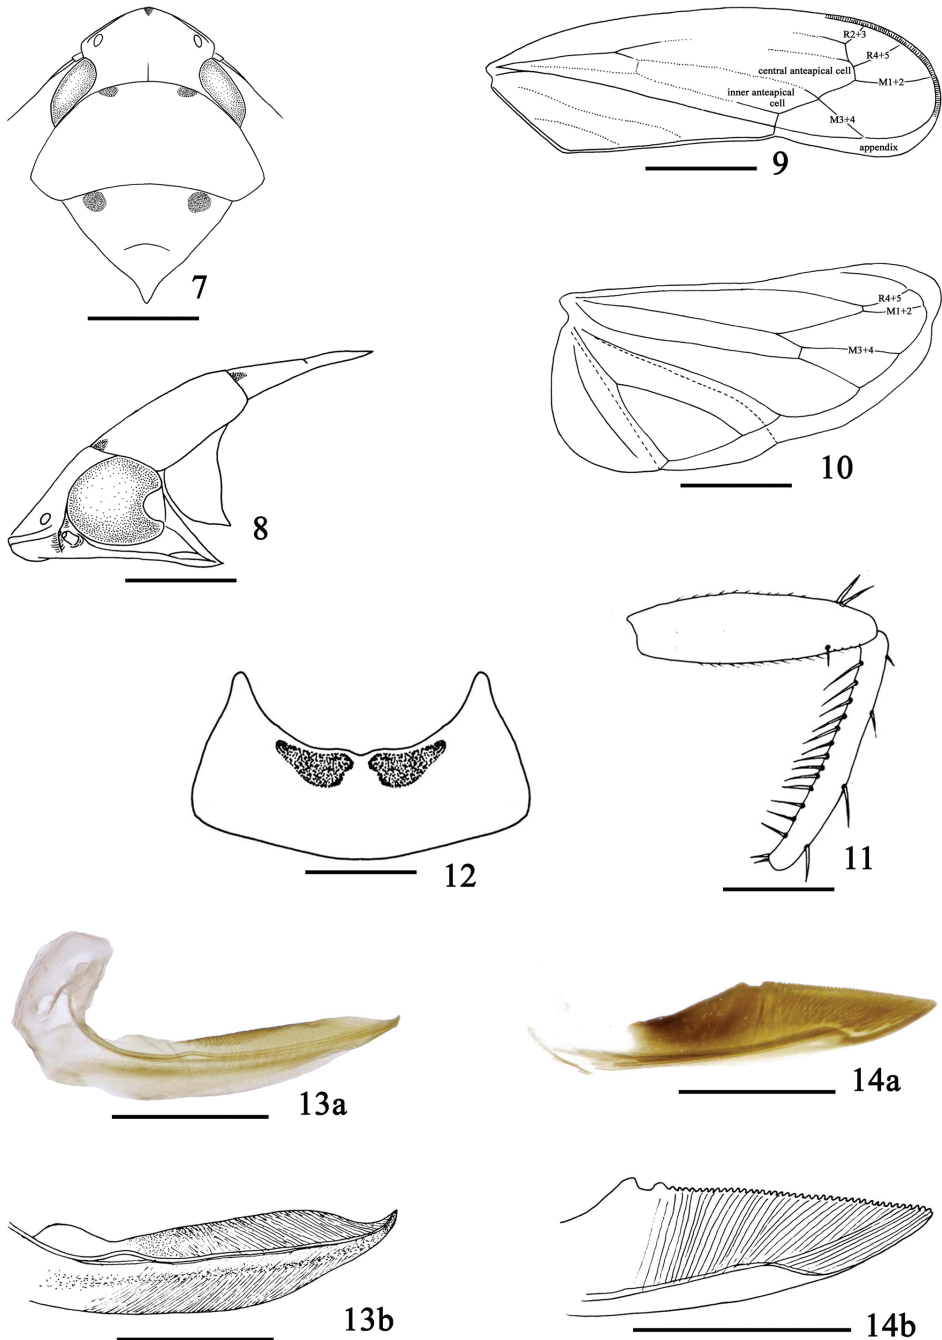 R2+3
R4+5
central anteapical cell
M1+2
inner anteapical
cell
M3+4
appendix
9
7
R4+5
M1+2
M3+4
10
8
11
12
13a
14a
13b
14b